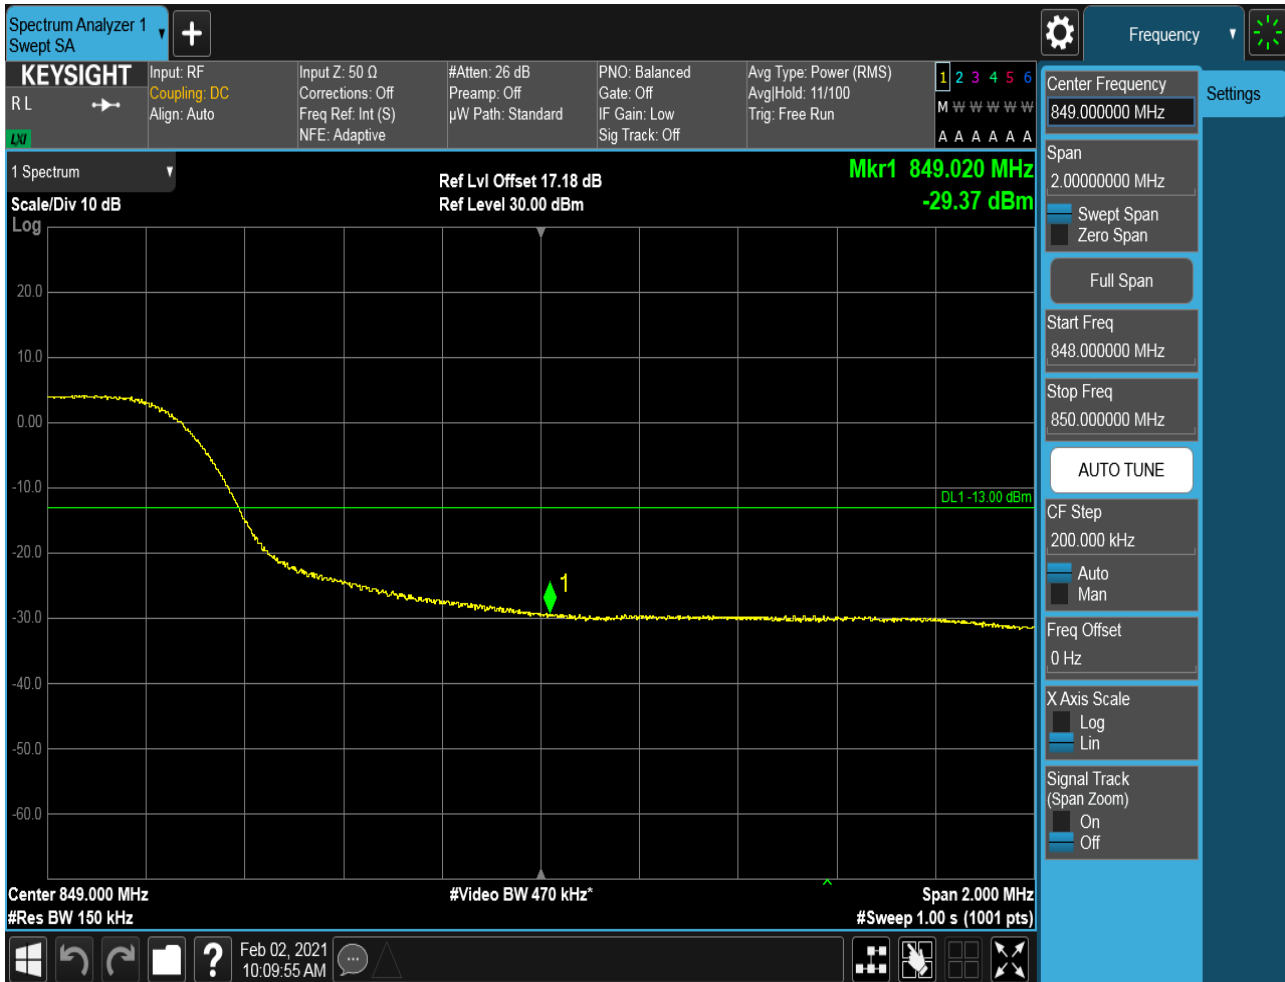 Spectrum Analyzer 1
Swept SA
Frequency
KEYSIGHT
R L
LXI
Input: RF
Coupling: DC
Align: Auto
Input Z: 50 Ω
Corrections: Off
Freq Ref: Int (S)
NFE: Adaptive
#Atten: 26 dB
Preamp: Off
µW Path: Standard
PNO: Balanced
Gate: Off
IF Gain: Low
Sig Track: Off
Avg Type: Power (RMS)
Avg|Hold: 11/100
Trig: Free Run
1 2 3 4 5 6
M W W W W W
A A A A A A
1 Spectrum
Scale/Div 10 dB
Log
Ref Lvl Offset 17.18 dB
Ref Level 30.00 dBm
Mkr1 849.020 MHz
-29.37 dBm
20.0
10.0
0.00
-10.0
DL1 -13.00 dBm
-20.0
1
-30.0
-40.0
-50.0
-60.0
Center 849.000 MHz
#Res BW 150 kHz
#Video BW 470 kHz*
Span 2.000 MHz
#Sweep 1.00 s (1001 pts)
Feb 02, 2021
10:09:55 AM
Center Frequency
849.000000 MHz
Settings
Span
2.00000000 MHz
Swept Span
Zero Span
Full Span
Start Freq
848.000000 MHz
Stop Freq
850.000000 MHz
AUTO TUNE
CF Step
200.000 kHz
Auto
Man
Freq Offset
0 Hz
X Axis Scale
Log
Lin
Signal Track
(Span Zoom)
On
Off